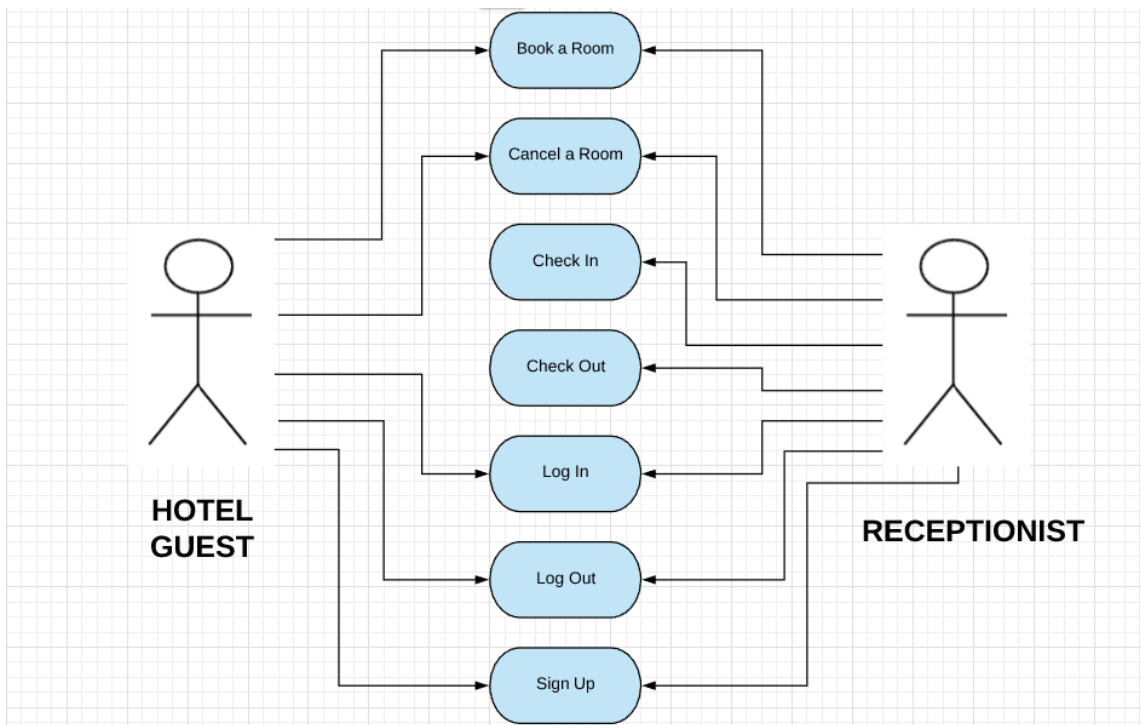 Book a Room
Cancel a Room
Check In
Check Out
Log In
Log Out
Sign Up
HOTEL
GUEST
RECEPTIONIST